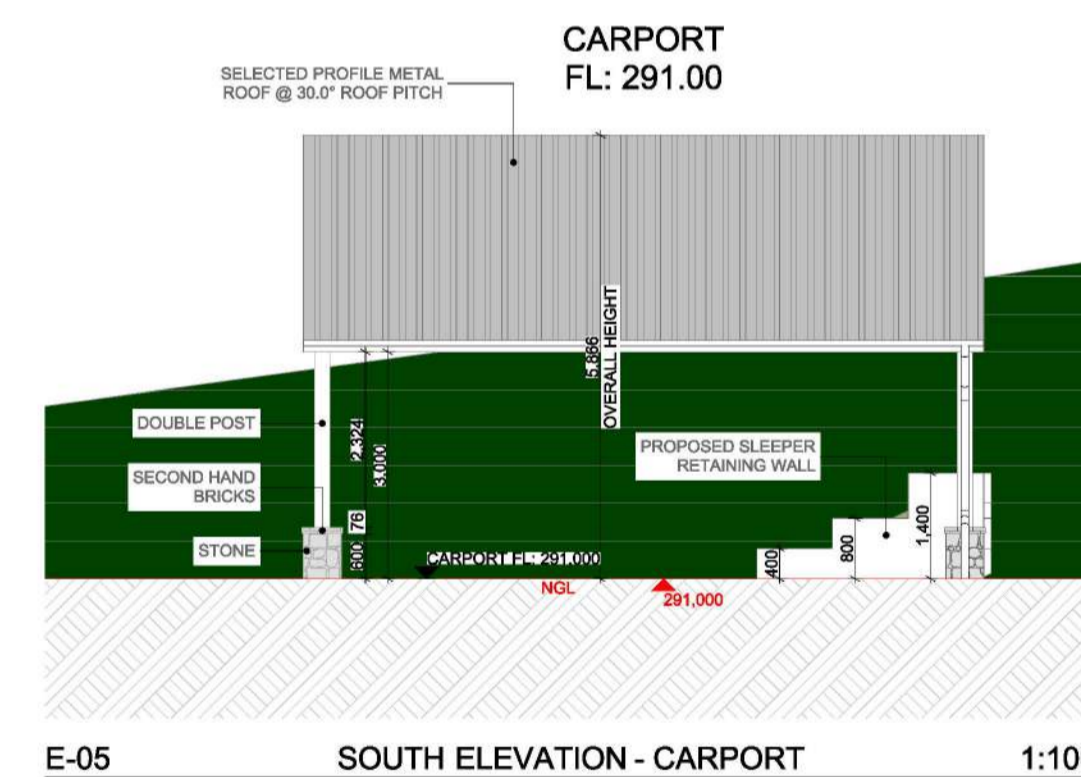 CARPORT
FL: 291.00
SELECTED PROFILE METAL
ROOF @ 30.0° ROOF PITCH
5.866
OVERALL HEIGHT
DOUBLE POST
2.324
3.000
PROPOSED SLEEPER
RETAINING WALL
SECOND HAND
BRICKS
76
STONE
600
CARPORT FL: 291.000
400
800
1,400
NGL
291,000
E-05
SOUTH ELEVATION - CARPORT
1:10